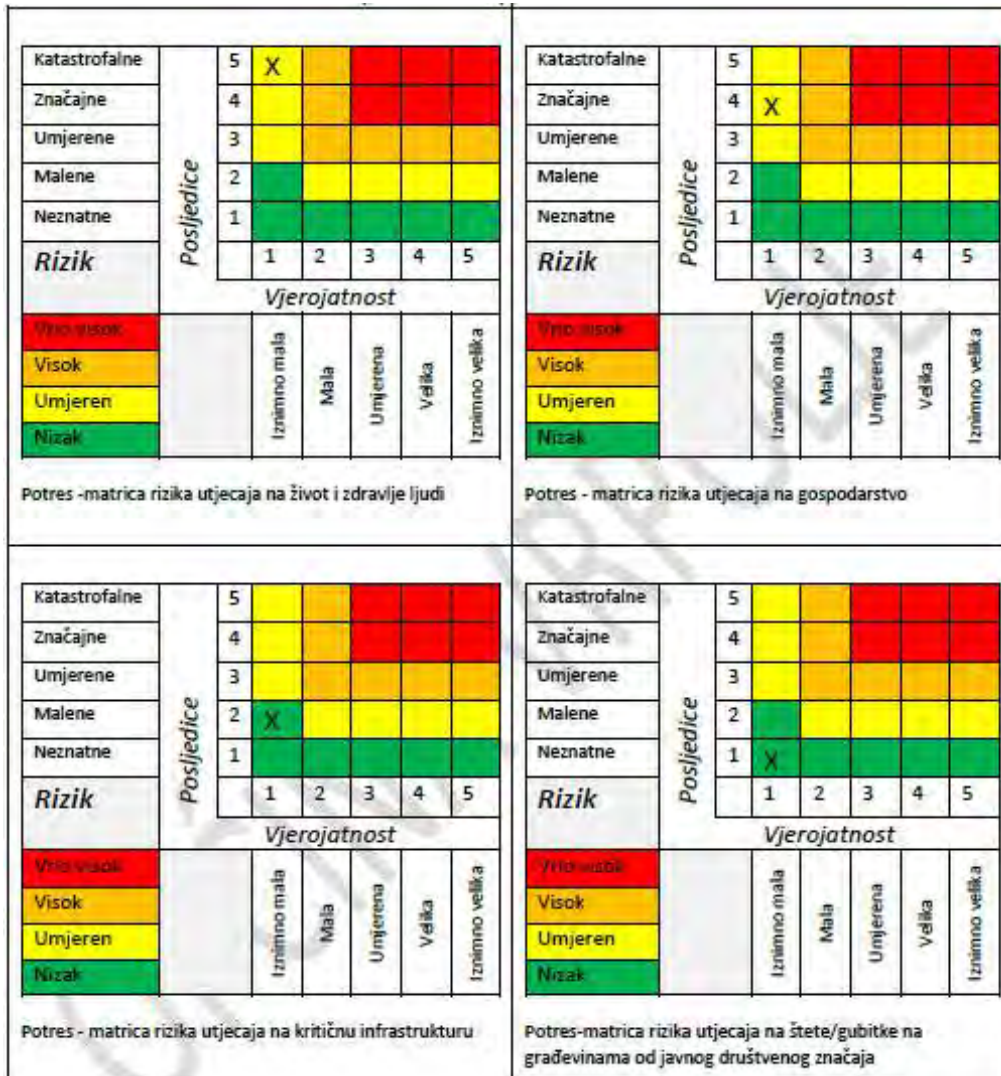 Katastrofalne 5 X
Značajne 4
Umjerene 3
Malene 2
Neznatne 1
Posljedice
Rizik 1 2 3 4 5
Vjerojatnost
Vrlo visok
Visok
Umjeren
Nizak
Iznimno mala
Mala
Umjerena
Velika
Iznimno velika
Potres -matrica rizika utjecaja na život i zdravlje ljudi
Katastrofalne 5
Značajne 4 X
Umjerene 3
Malene 2
Neznatne 1
Posljedice
Rizik 1 2 3 4 5
Vjerojatnost
Vrlo visok
Visok
Umjeren
Nizak
Iznimno mala
Mala
Umjerena
Velika
Iznimno velika
Potres - matrica rizika utjecaja na gospodarstvo
Katastrofalne 5
Značajne 4
Umjerene 3
Malene 2 X
Neznatne 1
Posljedice
Rizik 1 2 3 4 5
Vjerojatnost
Vrlo visok
Visok
Umjeren
Nizak
Iznimno mala
Mala
Umjerena
Velika
Iznimno velika
Potres - matrica rizika utjecaja na kritičnu infrastrukturu
Katastrofalne 5
Značajne 4
Umjerene 3
Malene 2
Neznatne 1 X
Posljedice
Rizik 1 2 3 4 5
Vjerojatnost
Vrlo visok
Visok
Umjeren
Nizak
Iznimno mala
Mala
Umjerena
Velika
Iznimno velika
Potres-matrica rizika utjecaja na štete/gubitke na
građevinama od javnog društvenog značaja